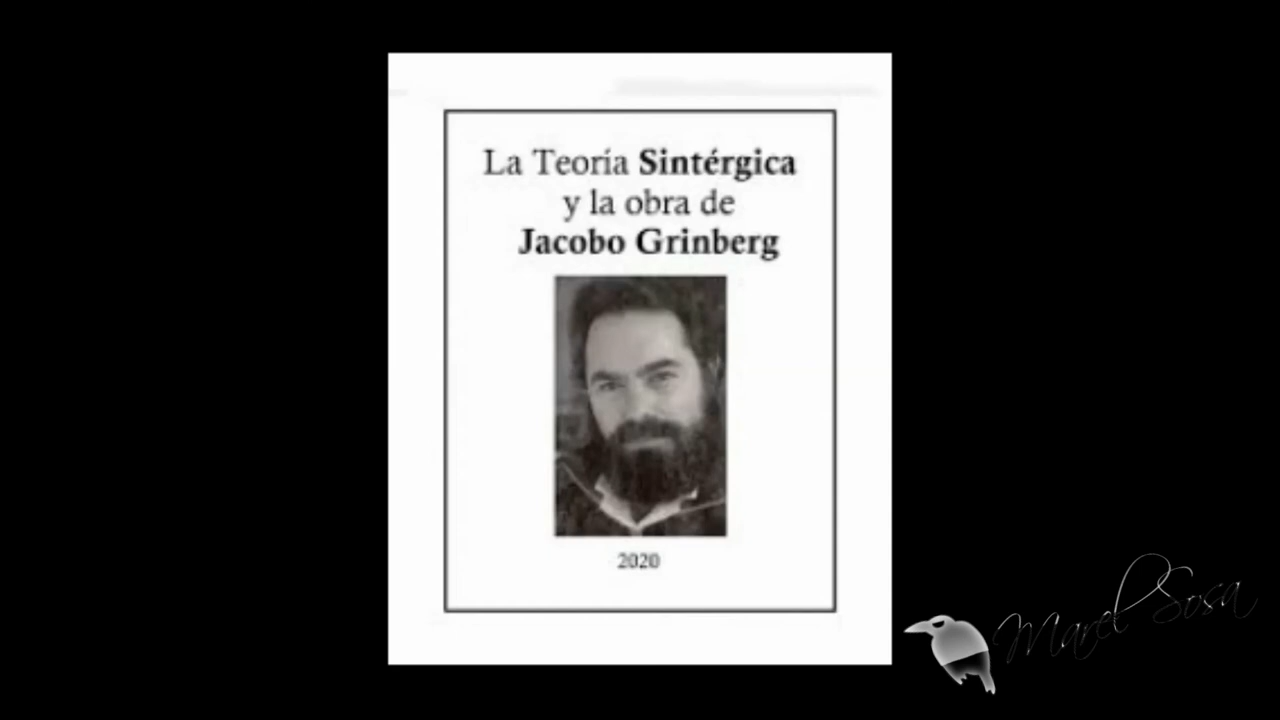 La Teoría Sintérgica
y la obra de
Jacobo Grinberg
2020
Marel Sosa